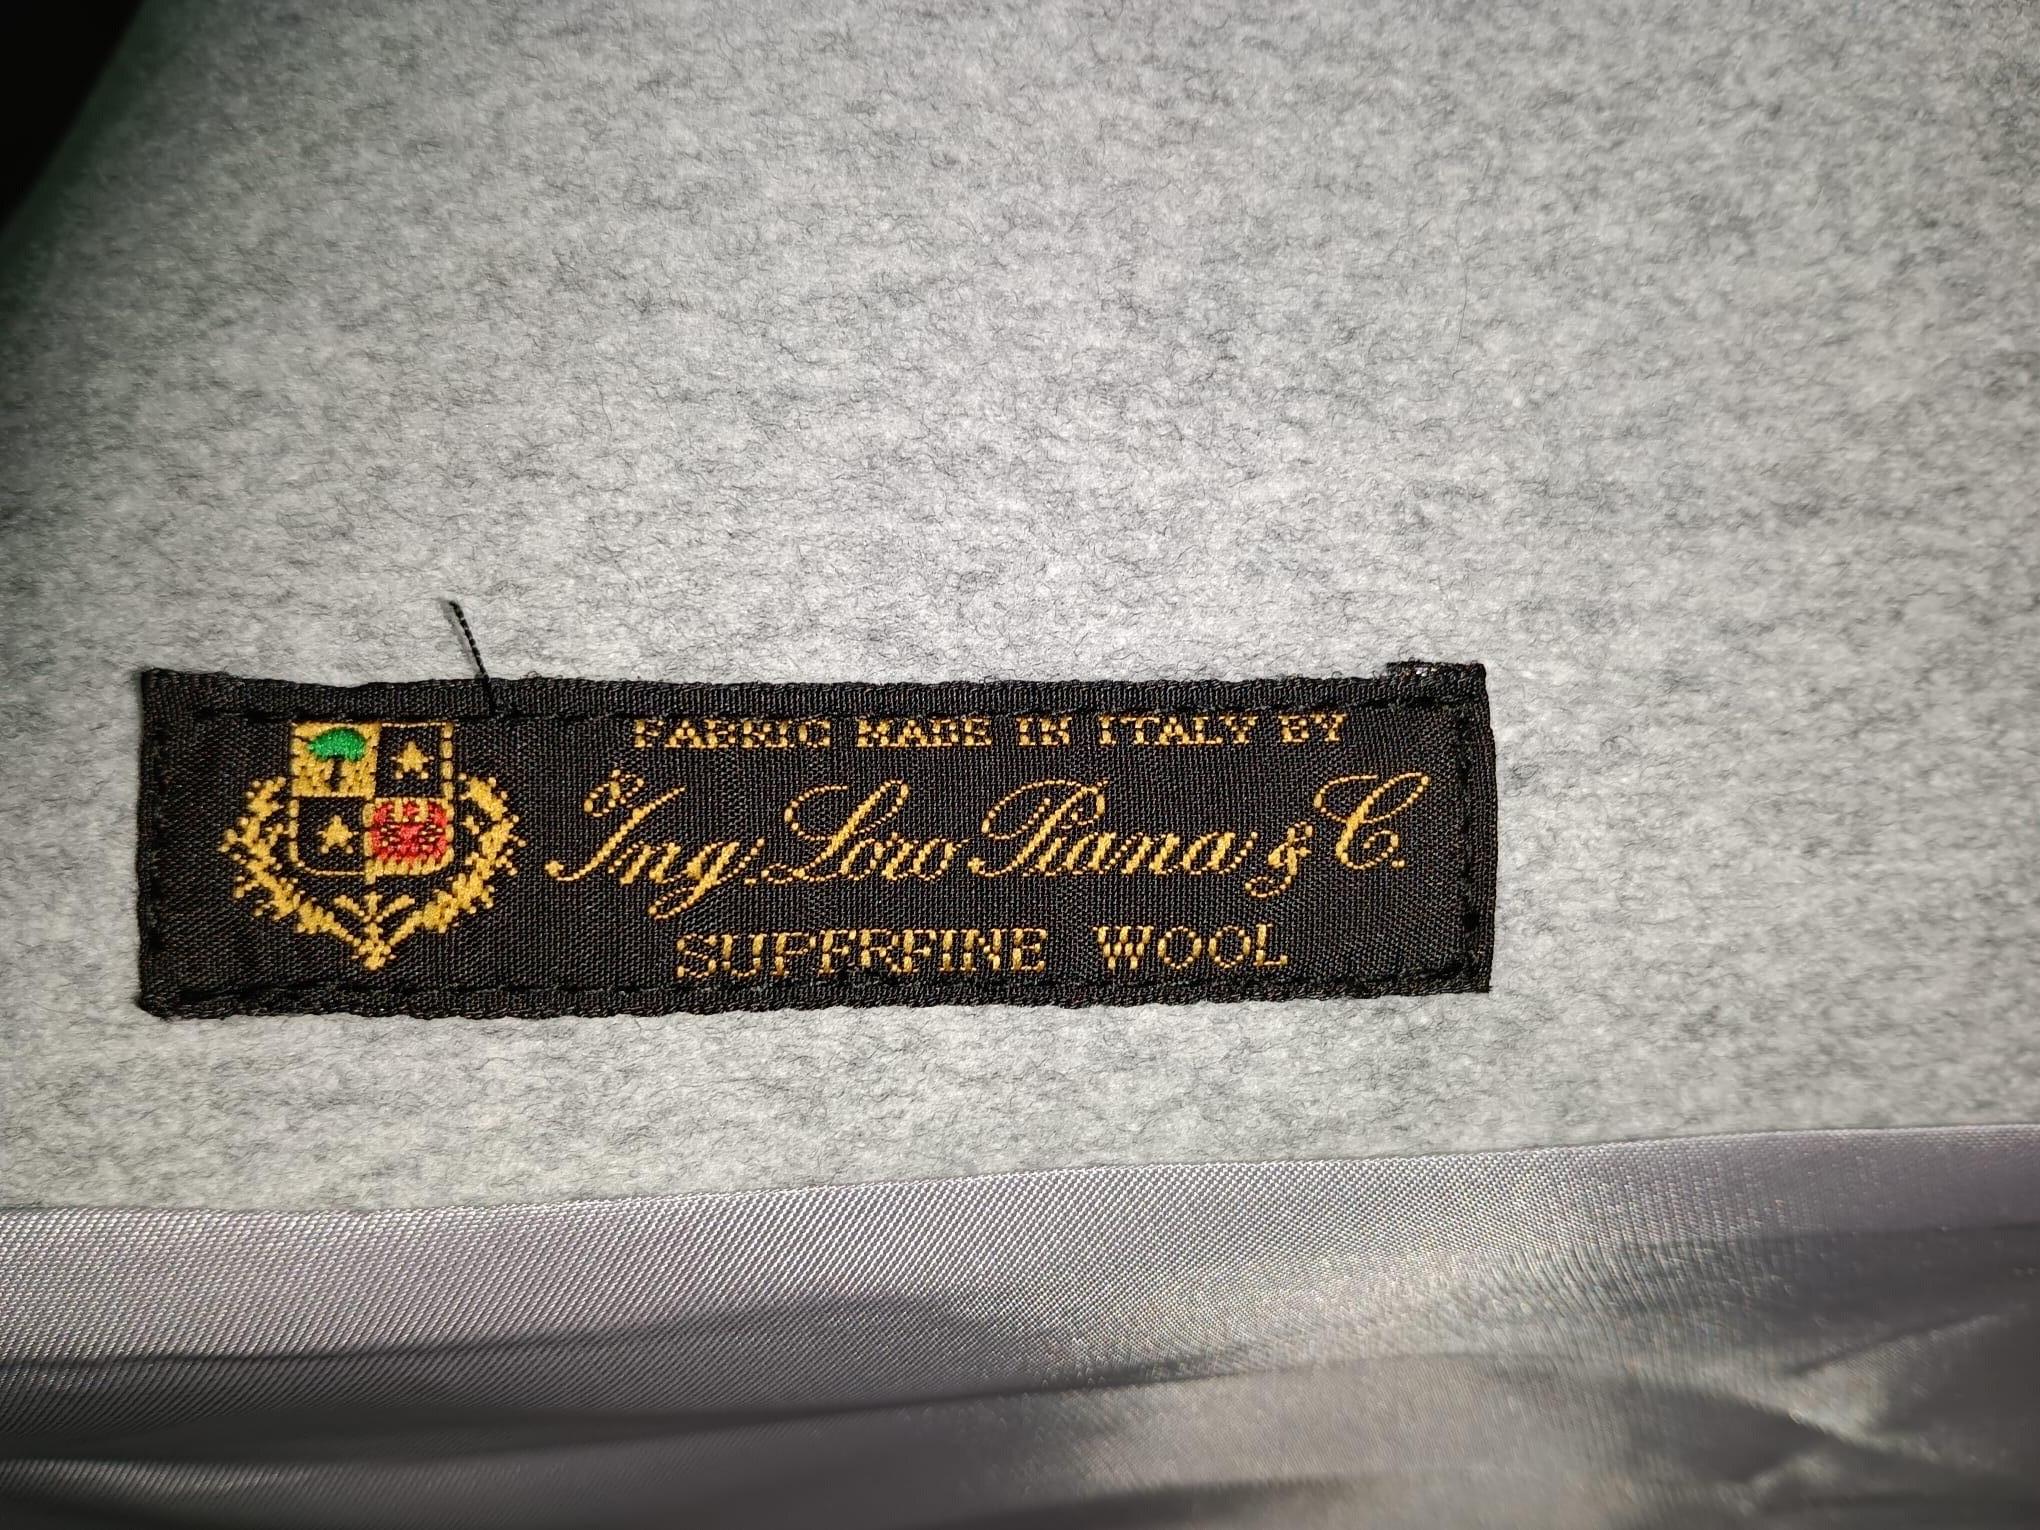 FABRIC MADE IN ITALY BY
Ing. Loro Piana & C.
SUPERFINE WOOL